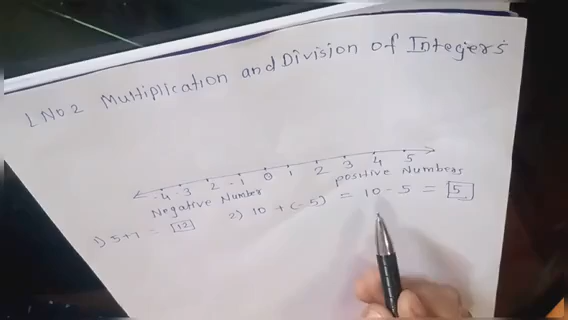 L No 2 Multiplication and Division of Integers
-4 -3 2 -1 0 1 2 3 4 5
Negative Number positive Numbers
1) 5+7 = 12 2) 10 + (-5) = 10 - 5 = 5